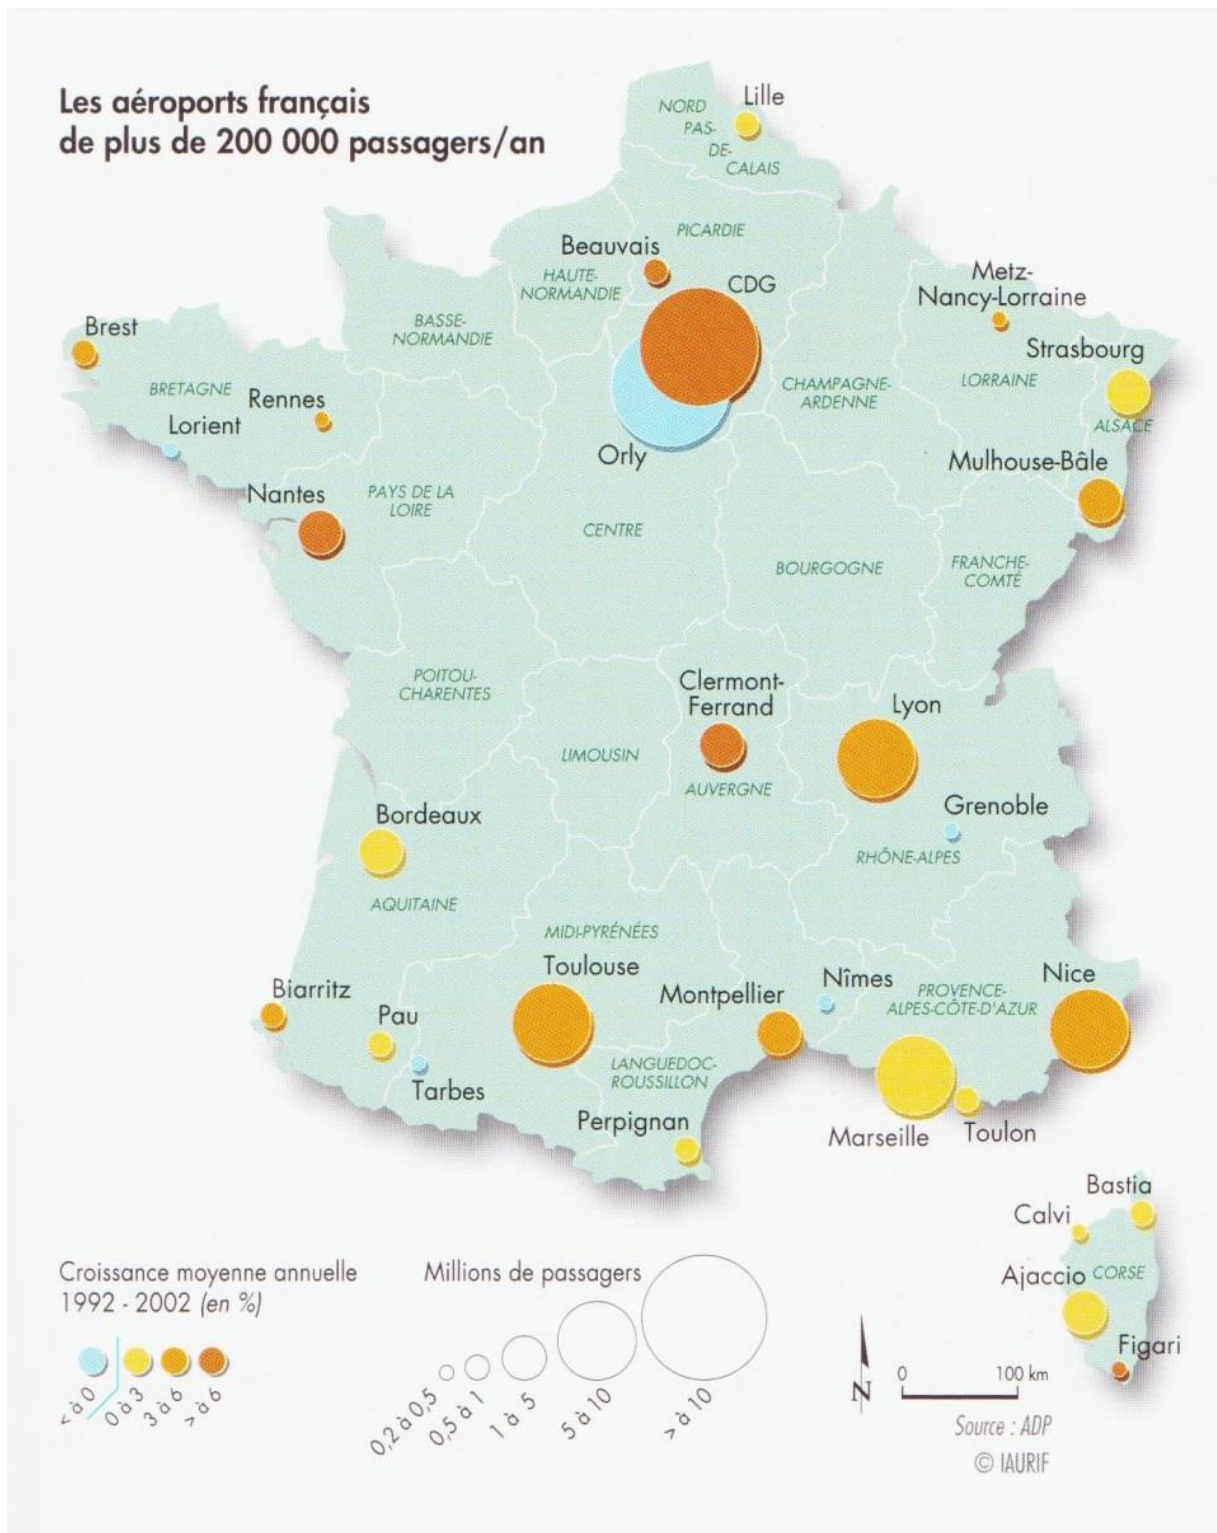 Les aéroports français
de plus de 200 000 passagers/an
Lille
NORD
PAS-
DE-
CALAIS
PICARDIE
Beauvais
CDG
HAUTE-
NORMANDIE
Metz-
Nancy-Lorraine
Brest
BASSE-
NORMANDIE
Strasbourg
BRETAGNE
Rennes
CHAMPAGNE-
ARDENNE
LORRAINE
Lorient
ALSACE
Orly
Mulhouse-Bâle
Nantes
PAYS DE LA
LOIRE
CENTRE
BOURGOGNE
FRANCHE-
COMTÉ
POITOU-
CHARENTES
Clermont-
Ferrand
Lyon
LIMOUSIN
AUVERGNE
Bordeaux
Grenoble
RHÔNE-ALPES
AQUITAINE
MIDI-PYRÉNÉES
Toulouse
Biarritz
Montpellier
Nîmes
Nice
PROVENCE-
ALPES-CÔTE-D'AZUR
Pau
LANGUEDOC-
ROUSSILLON
Tarbes
Perpignan
Marseille
Toulon
Bastia
Calvi
Ajaccio
CORSE
Figari
Croissance moyenne annuelle
1992 - 2002 (en %)
< à 0
0 à 3
3 à 6
> à 6
Millions de passagers
0,2 à 0,5
0,5 à 1
1 à 5
5 à 10
> à 10
N
0
100 km
Source : ADP
© IAURIF